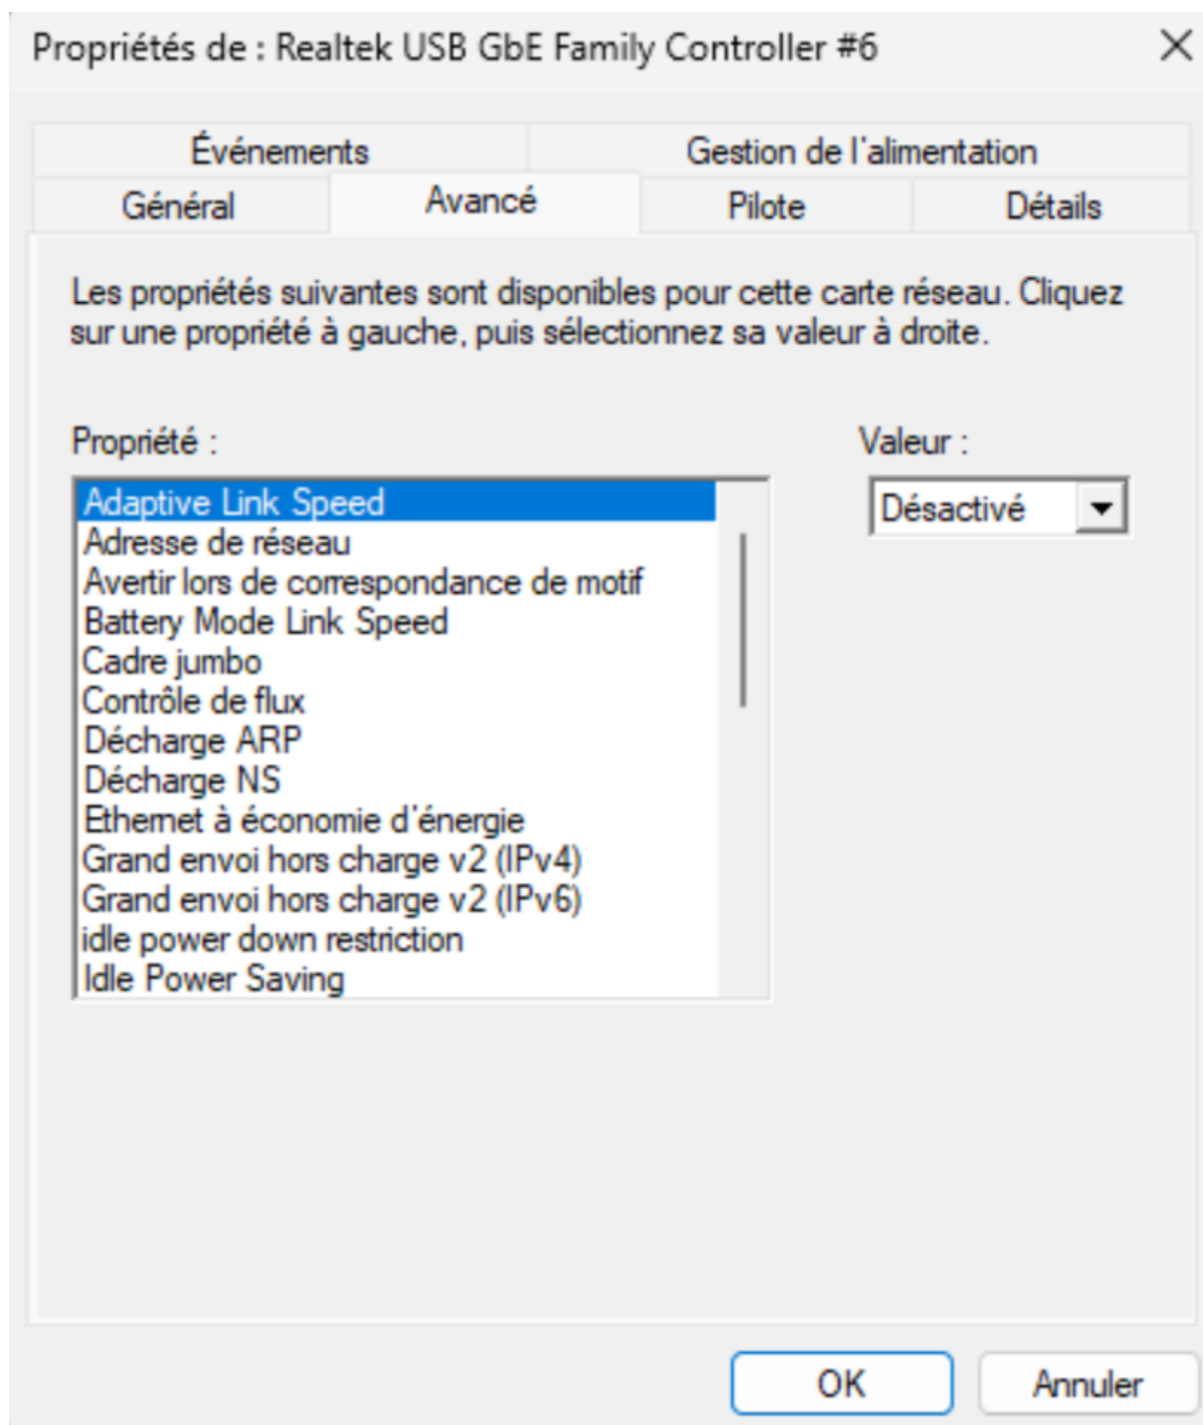 Propriétés de : Realtek USB GbE Family Controller #6
Événements
Gestion de l'alimentation
Général
Avancé
Pilote
Détails
Les propriétés suivantes sont disponibles pour cette carte réseau. Cliquez
sur une propriété à gauche, puis sélectionnez sa valeur à droite.
Propriété :
Valeur :
Adaptive Link Speed
Désactivé
Adresse de réseau
Avertir lors de correspondance de motif
Battery Mode Link Speed
Cadre jumbo
Contrôle de flux
Décharge ARP
Décharge NS
Ethernet à économie d'énergie
Grand envoi hors charge v2 (IPv4)
Grand envoi hors charge v2 (IPv6)
idle power down restriction
Idle Power Saving
OK
Annuler